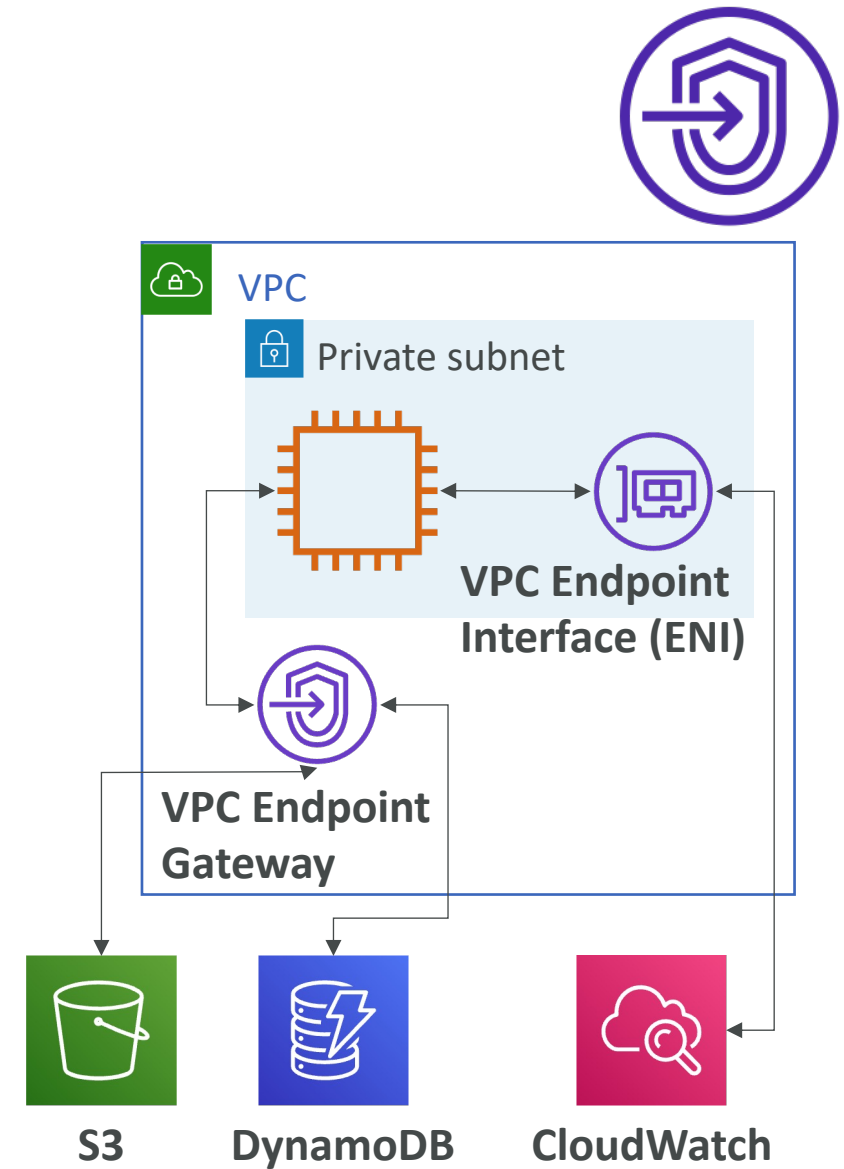 VPC
Private subnet
VPC Endpoint
Interface (ENI)
VPC Endpoint
Gateway
S3
DynamoDB
CloudWatch